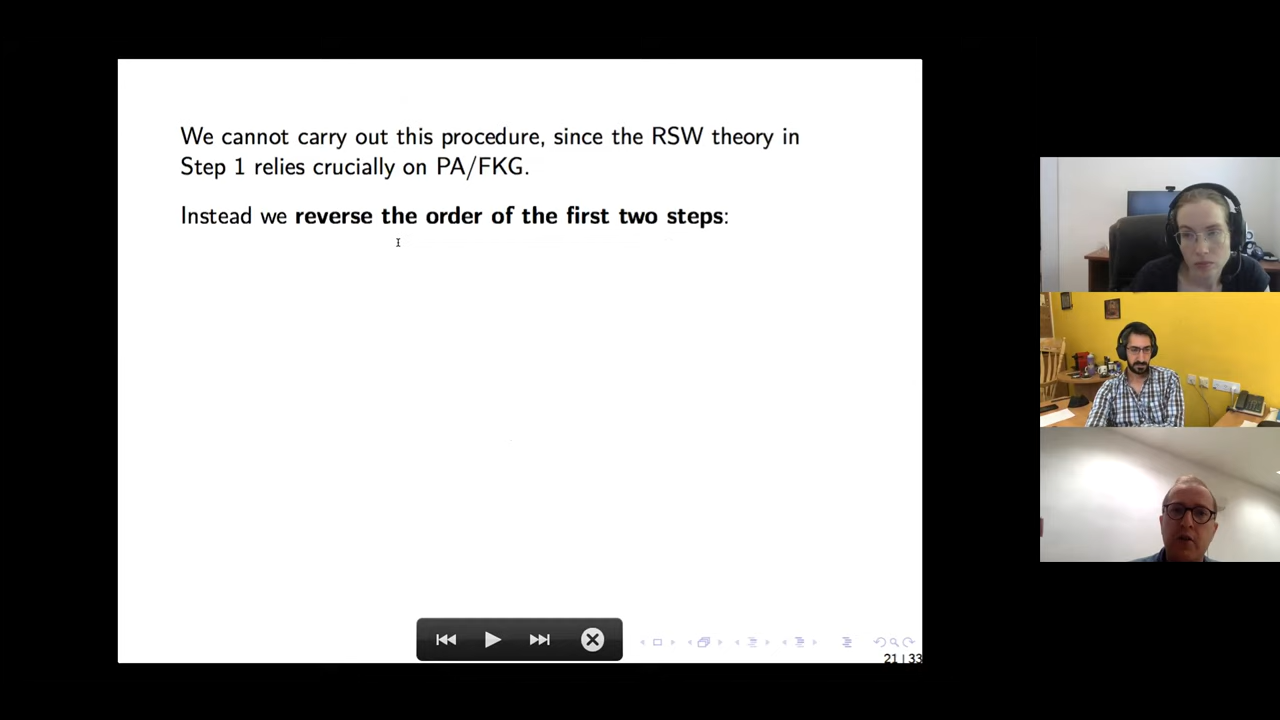 We cannot carry out this procedure, since the RSW theory in
Step 1 relies crucially on PA/FKG.
Instead we reverse the order of the first two steps:
21 | 33